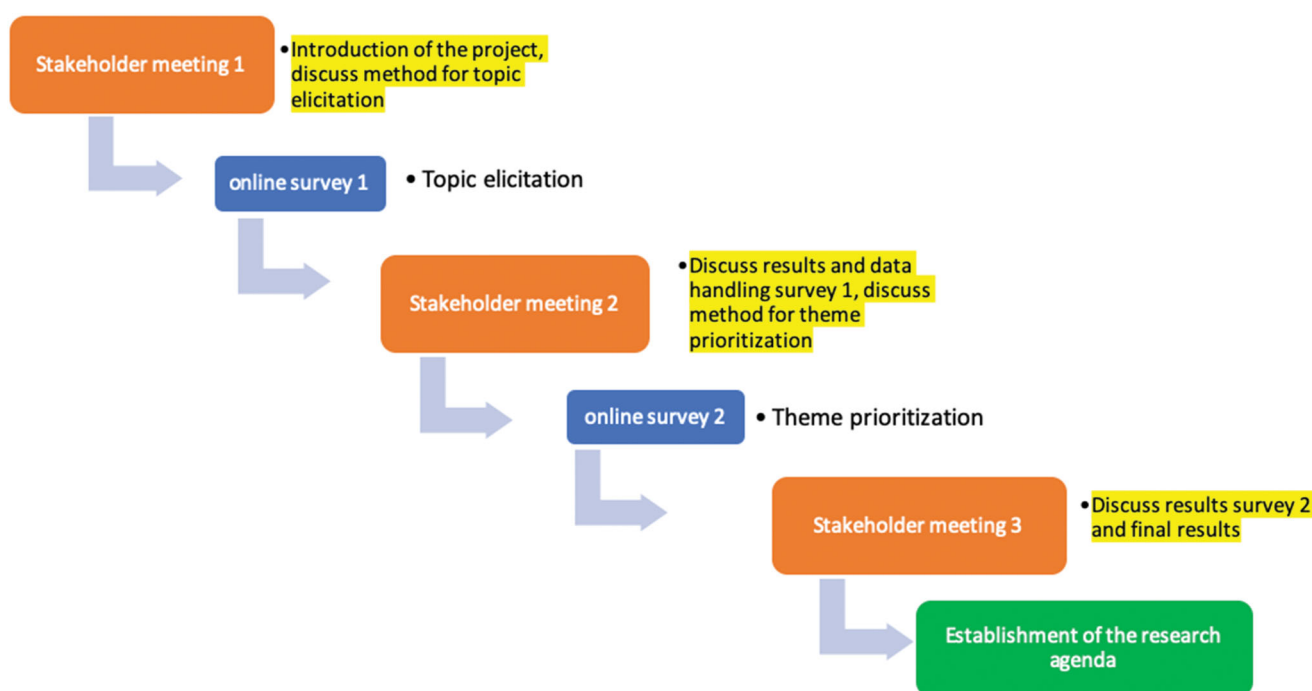 Stakeholder meeting 1
•Introduction of the project,
discuss method for topic
elicitation
online survey 1
• Topic elicitation
Stakeholder meeting 2
•Discuss results and data
handling survey 1, discuss
method for theme
prioritization
online survey 2
• Theme prioritization
Stakeholder meeting 3
•Discuss results survey 2
and final results
Establishment of the research
agenda